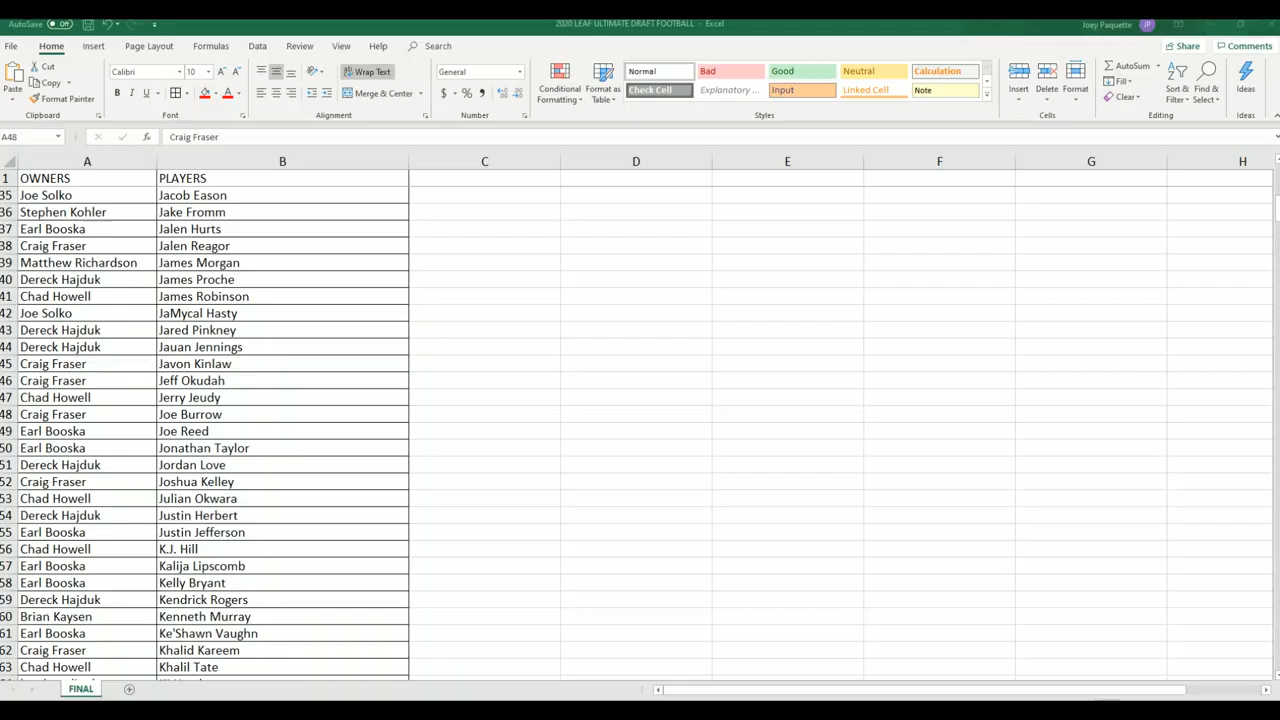 AutoSave Off 2020 LEAF ULTIMATE DRAFT FOOTBALL - Excel Joey Paquette JP
File Home Insert Page Layout Formulas Data Review View Help Search Share Comments
Paste Cut Copy Format Painter Clipboard
Calibri 10 B I U A A Font
Wrap Text Merge & Center Alignment
General $ % Number
Conditional Formatting Format as Table
Normal Bad Good Neutral Calculation
Check Cell Explanatory ... Input Linked Cell Note
Styles
Insert Delete Format Cells
AutoSum Fill Clear Sort & Filter Find & Select Editing
Ideas Ideas
A48 fx Craig Fraser
A B C D E F G H
1 OWNERS PLAYERS
35 Joe Solko Jacob Eason
36 Stephen Kohler Jake Fromm
37 Earl Booska Jalen Hurts
38 Craig Fraser Jalen Reagor
39 Matthew Richardson James Morgan
40 Dereck Hajduk James Proche
41 Chad Howell James Robinson
42 Joe Solko JaMycal Hasty
43 Dereck Hajduk Jared Pinkney
44 Dereck Hajduk Jauan Jennings
45 Craig Fraser Javon Kinlaw
46 Craig Fraser Jeff Okudah
47 Chad Howell Jerry Jeudy
48 Craig Fraser Joe Burrow
49 Earl Booska Joe Reed
50 Earl Booska Jonathan Taylor
51 Dereck Hajduk Jordan Love
52 Craig Fraser Joshua Kelley
53 Chad Howell Julian Okwara
54 Dereck Hajduk Justin Herbert
55 Earl Booska Justin Jefferson
56 Chad Howell K.J. Hill
57 Earl Booska Kalija Lipscomb
58 Earl Booska Kelly Bryant
59 Dereck Hajduk Kendrick Rogers
60 Brian Kaysen Kenneth Murray
61 Earl Booska Ke'Shawn Vaughn
62 Craig Fraser Khalid Kareem
63 Chad Howell Khalil Tate
FINAL